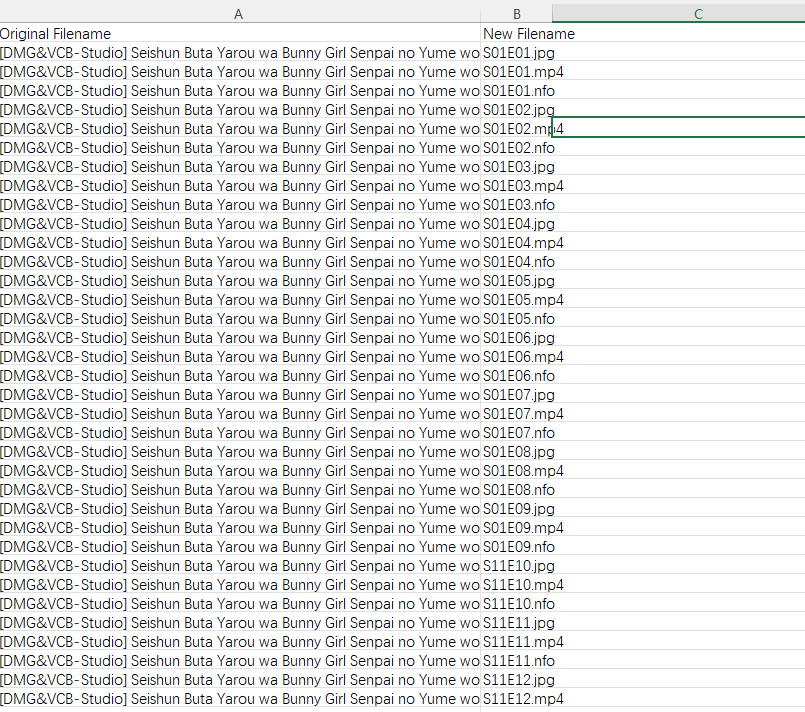 A B C
Original Filename New Filename
[DMG&VCB-Studio] Seishun Buta Yarou wa Bunny Girl Senpai no Yume wo S01E01.jpg
[DMG&VCB-Studio] Seishun Buta Yarou wa Bunny Girl Senpai no Yume wo S01E01.mp4
[DMG&VCB-Studio] Seishun Buta Yarou wa Bunny Girl Senpai no Yume wo S01E01.nfo
[DMG&VCB-Studio] Seishun Buta Yarou wa Bunny Girl Senpai no Yume wo S01E02.jpg
[DMG&VCB-Studio] Seishun Buta Yarou wa Bunny Girl Senpai no Yume wo S01E02.mp4
[DMG&VCB-Studio] Seishun Buta Yarou wa Bunny Girl Senpai no Yume wo S01E02.nfo
[DMG&VCB-Studio] Seishun Buta Yarou wa Bunny Girl Senpai no Yume wo S01E03.jpg
[DMG&VCB-Studio] Seishun Buta Yarou wa Bunny Girl Senpai no Yume wo S01E03.mp4
[DMG&VCB-Studio] Seishun Buta Yarou wa Bunny Girl Senpai no Yume wo S01E03.nfo
[DMG&VCB-Studio] Seishun Buta Yarou wa Bunny Girl Senpai no Yume wo S01E04.jpg
[DMG&VCB-Studio] Seishun Buta Yarou wa Bunny Girl Senpai no Yume wo S01E04.mp4
[DMG&VCB-Studio] Seishun Buta Yarou wa Bunny Girl Senpai no Yume wo S01E04.nfo
[DMG&VCB-Studio] Seishun Buta Yarou wa Bunny Girl Senpai no Yume wo S01E05.jpg
[DMG&VCB-Studio] Seishun Buta Yarou wa Bunny Girl Senpai no Yume wo S01E05.mp4
[DMG&VCB-Studio] Seishun Buta Yarou wa Bunny Girl Senpai no Yume wo S01E05.nfo
[DMG&VCB-Studio] Seishun Buta Yarou wa Bunny Girl Senpai no Yume wo S01E06.jpg
[DMG&VCB-Studio] Seishun Buta Yarou wa Bunny Girl Senpai no Yume wo S01E06.mp4
[DMG&VCB-Studio] Seishun Buta Yarou wa Bunny Girl Senpai no Yume wo S01E06.nfo
[DMG&VCB-Studio] Seishun Buta Yarou wa Bunny Girl Senpai no Yume wo S01E07.jpg
[DMG&VCB-Studio] Seishun Buta Yarou wa Bunny Girl Senpai no Yume wo S01E07.mp4
[DMG&VCB-Studio] Seishun Buta Yarou wa Bunny Girl Senpai no Yume wo S01E07.nfo
[DMG&VCB-Studio] Seishun Buta Yarou wa Bunny Girl Senpai no Yume wo S01E08.jpg
[DMG&VCB-Studio] Seishun Buta Yarou wa Bunny Girl Senpai no Yume wo S01E08.mp4
[DMG&VCB-Studio] Seishun Buta Yarou wa Bunny Girl Senpai no Yume wo S01E08.nfo
[DMG&VCB-Studio] Seishun Buta Yarou wa Bunny Girl Senpai no Yume wo S01E09.jpg
[DMG&VCB-Studio] Seishun Buta Yarou wa Bunny Girl Senpai no Yume wo S01E09.mp4
[DMG&VCB-Studio] Seishun Buta Yarou wa Bunny Girl Senpai no Yume wo S01E09.nfo
[DMG&VCB-Studio] Seishun Buta Yarou wa Bunny Girl Senpai no Yume wo S11E10.jpg
[DMG&VCB-Studio] Seishun Buta Yarou wa Bunny Girl Senpai no Yume wo S11E10.mp4
[DMG&VCB-Studio] Seishun Buta Yarou wa Bunny Girl Senpai no Yume wo S11E10.nfo
[DMG&VCB-Studio] Seishun Buta Yarou wa Bunny Girl Senpai no Yume wo S11E11.jpg
[DMG&VCB-Studio] Seishun Buta Yarou wa Bunny Girl Senpai no Yume wo S11E11.mp4
[DMG&VCB-Studio] Seishun Buta Yarou wa Bunny Girl Senpai no Yume wo S11E11.nfo
[DMG&VCB-Studio] Seishun Buta Yarou wa Bunny Girl Senpai no Yume wo S11E12.jpg
[DMG&VCB-Studio] Seishun Buta Yarou wa Bunny Girl Senpai no Yume wo S11E12.mp4